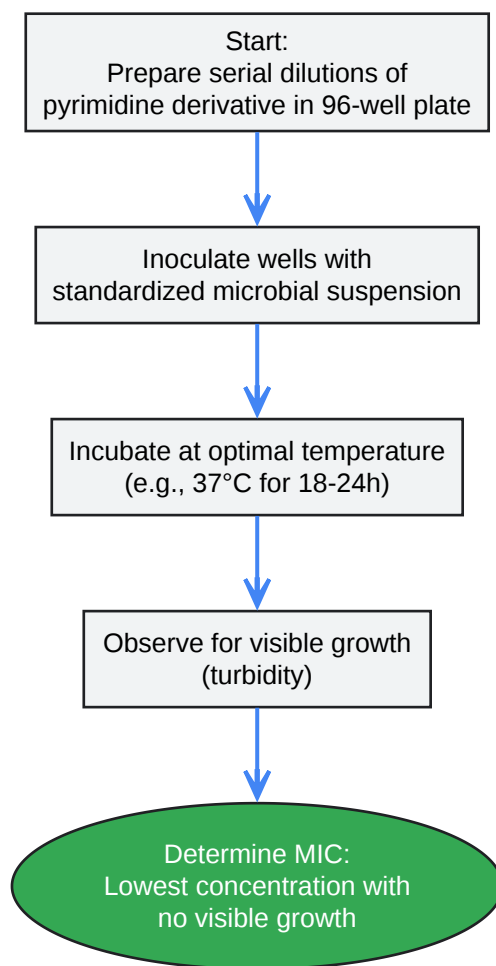 Start:
Prepare serial dilutions of
pyrimidine derivative in 96-well plate
Inoculate wells with
standardized microbial suspension
Incubate at optimal temperature
(e.g., 37°C for 18-24h)
Observe for visible growth
(turbidity)
Determine MIC:
Lowest concentration with
no visible growth